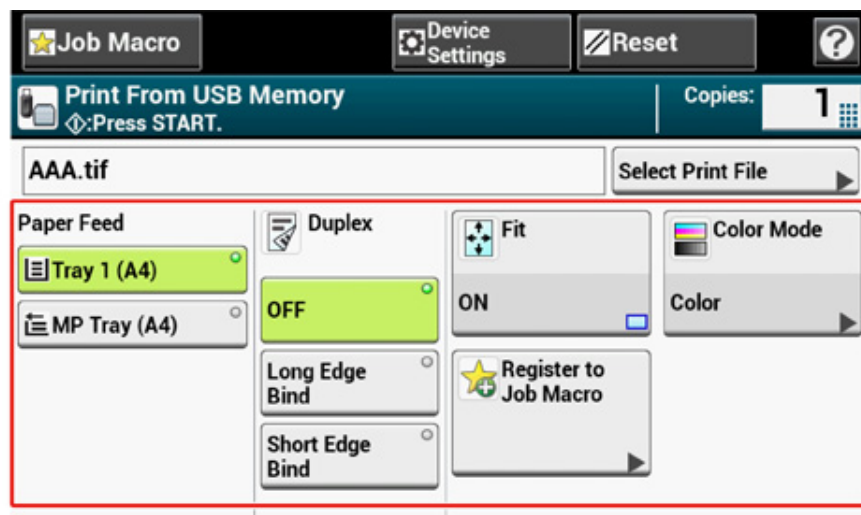 Job Macro
Device
Settings
Reset
?
Print From USB Memory
:Press START.
Copies:
1
AAA.tif
Select Print File
Paper Feed
Tray 1 (A4)
MP Tray (A4)
Duplex
OFF
Long Edge
Bind
Short Edge
Bind
Fit
ON
Register to
Job Macro
Color Mode
Color